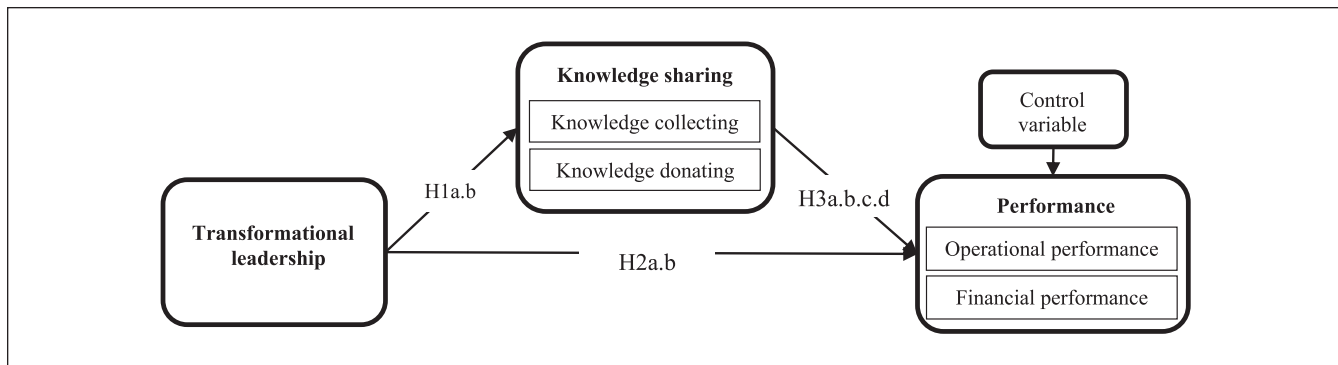 Knowledge sharing
Knowledge collecting
Knowledge donating
Control
variable
H1a.b
H3a.b.c.d
Transformational
leadership
H2a.b
Performance
Operational performance
Financial performance